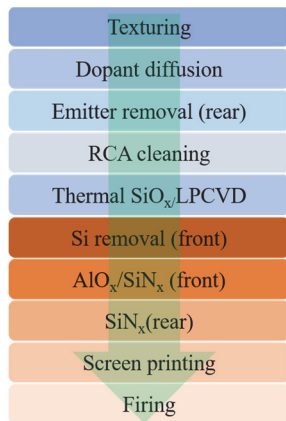 Texturing
Dopant diffusion
Emitter removal (rear)
RCA cleaning
Thermal SiOₓ/LPCVD
Si removal (front)
AlOₓ/SiNₓ (front)
SiNₓ(rear)
Screen printing
Firing